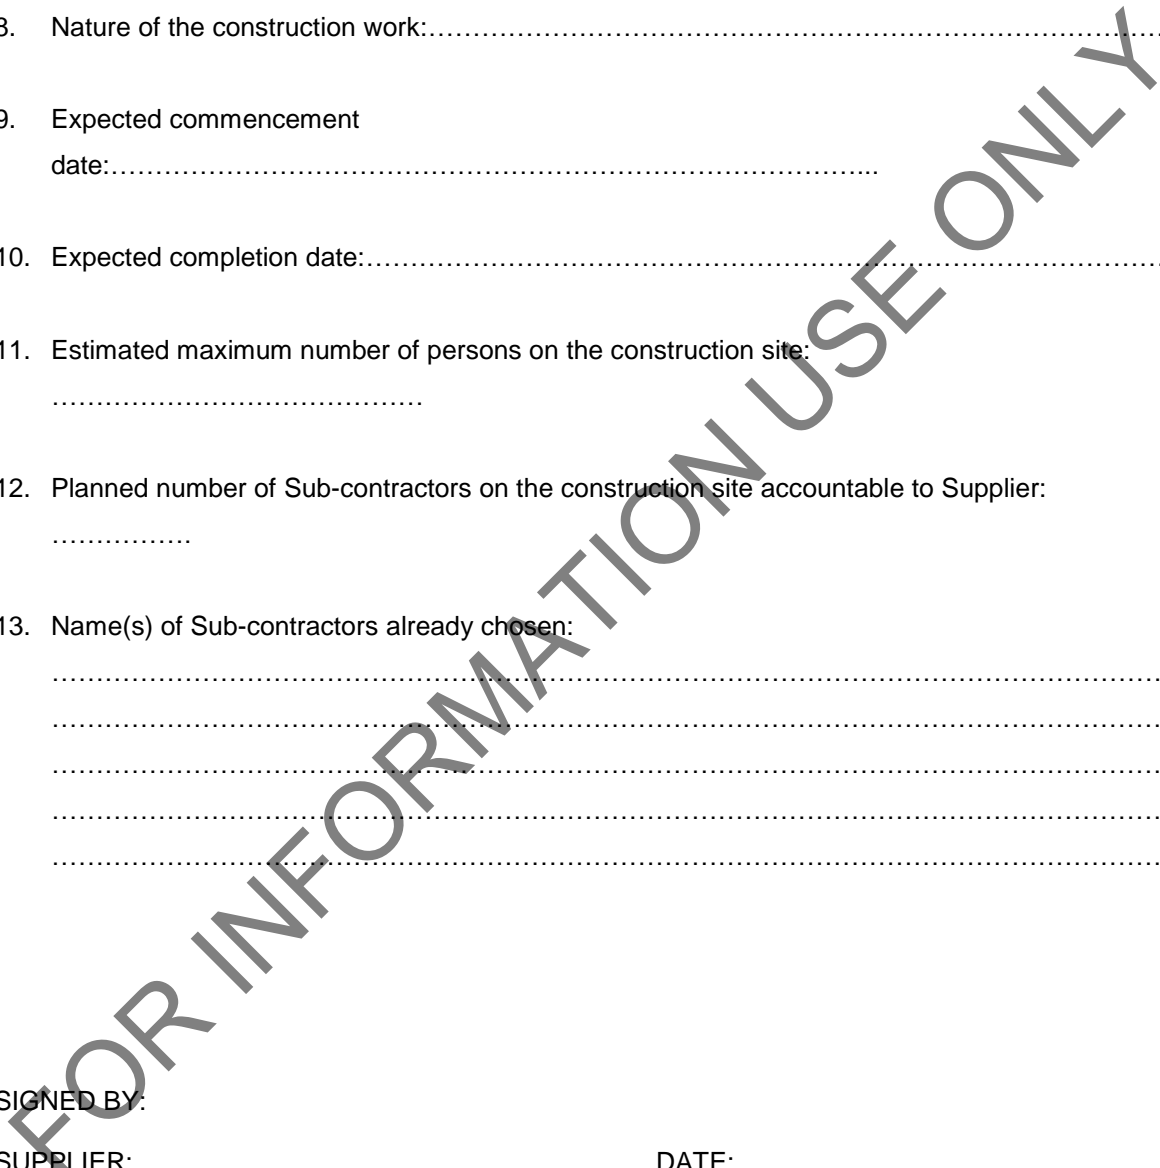 8. Nature of the construction work:……………………………………………………………………………
9. Expected commencement
date:…………………………………………………………………………...
10. Expected completion date:…………………………………………………………………………………
11. Estimated maximum number of persons on the construction site:
……………………………………
12. Planned number of Sub-contractors on the construction site accountable to Supplier:
…………….
13. Name(s) of Sub-contractors already chosen:
…………………………………………………………………………………………………………………
…………………………………………………………………………………………………………………
…………………………………………………………………………………………………………………
…………………………………………………………………………………………………………………
…………………………………………………………………………………………………………………
SIGNED BY:
SUPPLIER: DATE:
FOR INFORMATION USE ONLY